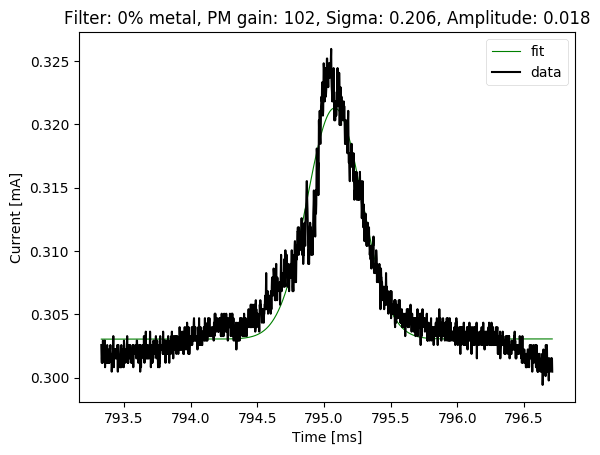 Filter: 0% metal, PM gain: 102, Sigma: 0.206, Amplitude: 0.018
fit
data
0.325
0.320
0.315
0.310
0.305
0.300
Current [mA]
793.5 794.0 794.5 795.0 795.5 796.0 796.5
Time [ms]